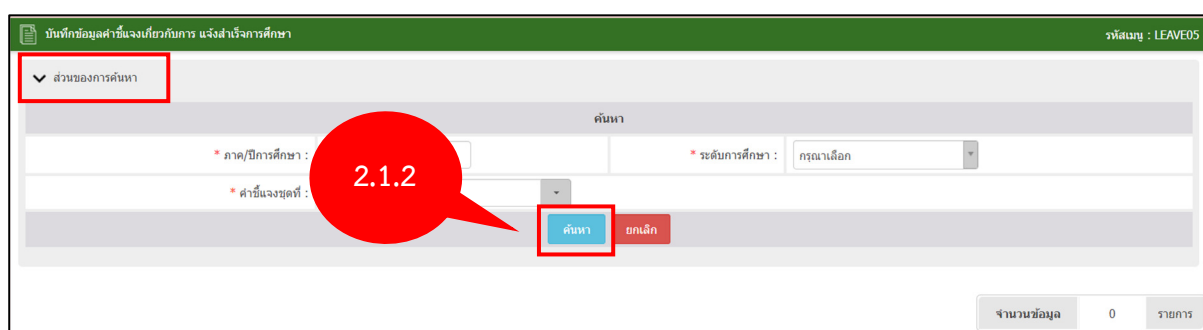 บันทึกข้อมูลคำชี้แจงเกี่ยวกับการ แจ้งสำเร็จการศึกษา รหัสเมนู : LEAVE05
ส่วนของการค้นหา
ค้นหา
* ภาค/ปีการศึกษา : * ระดับการศึกษา : กรุณาเลือก
* คำชี้แจงชุดที่ :
2.1.2
ค้นหา ยกเลิก
จำนวนข้อมูล 0 รายการ